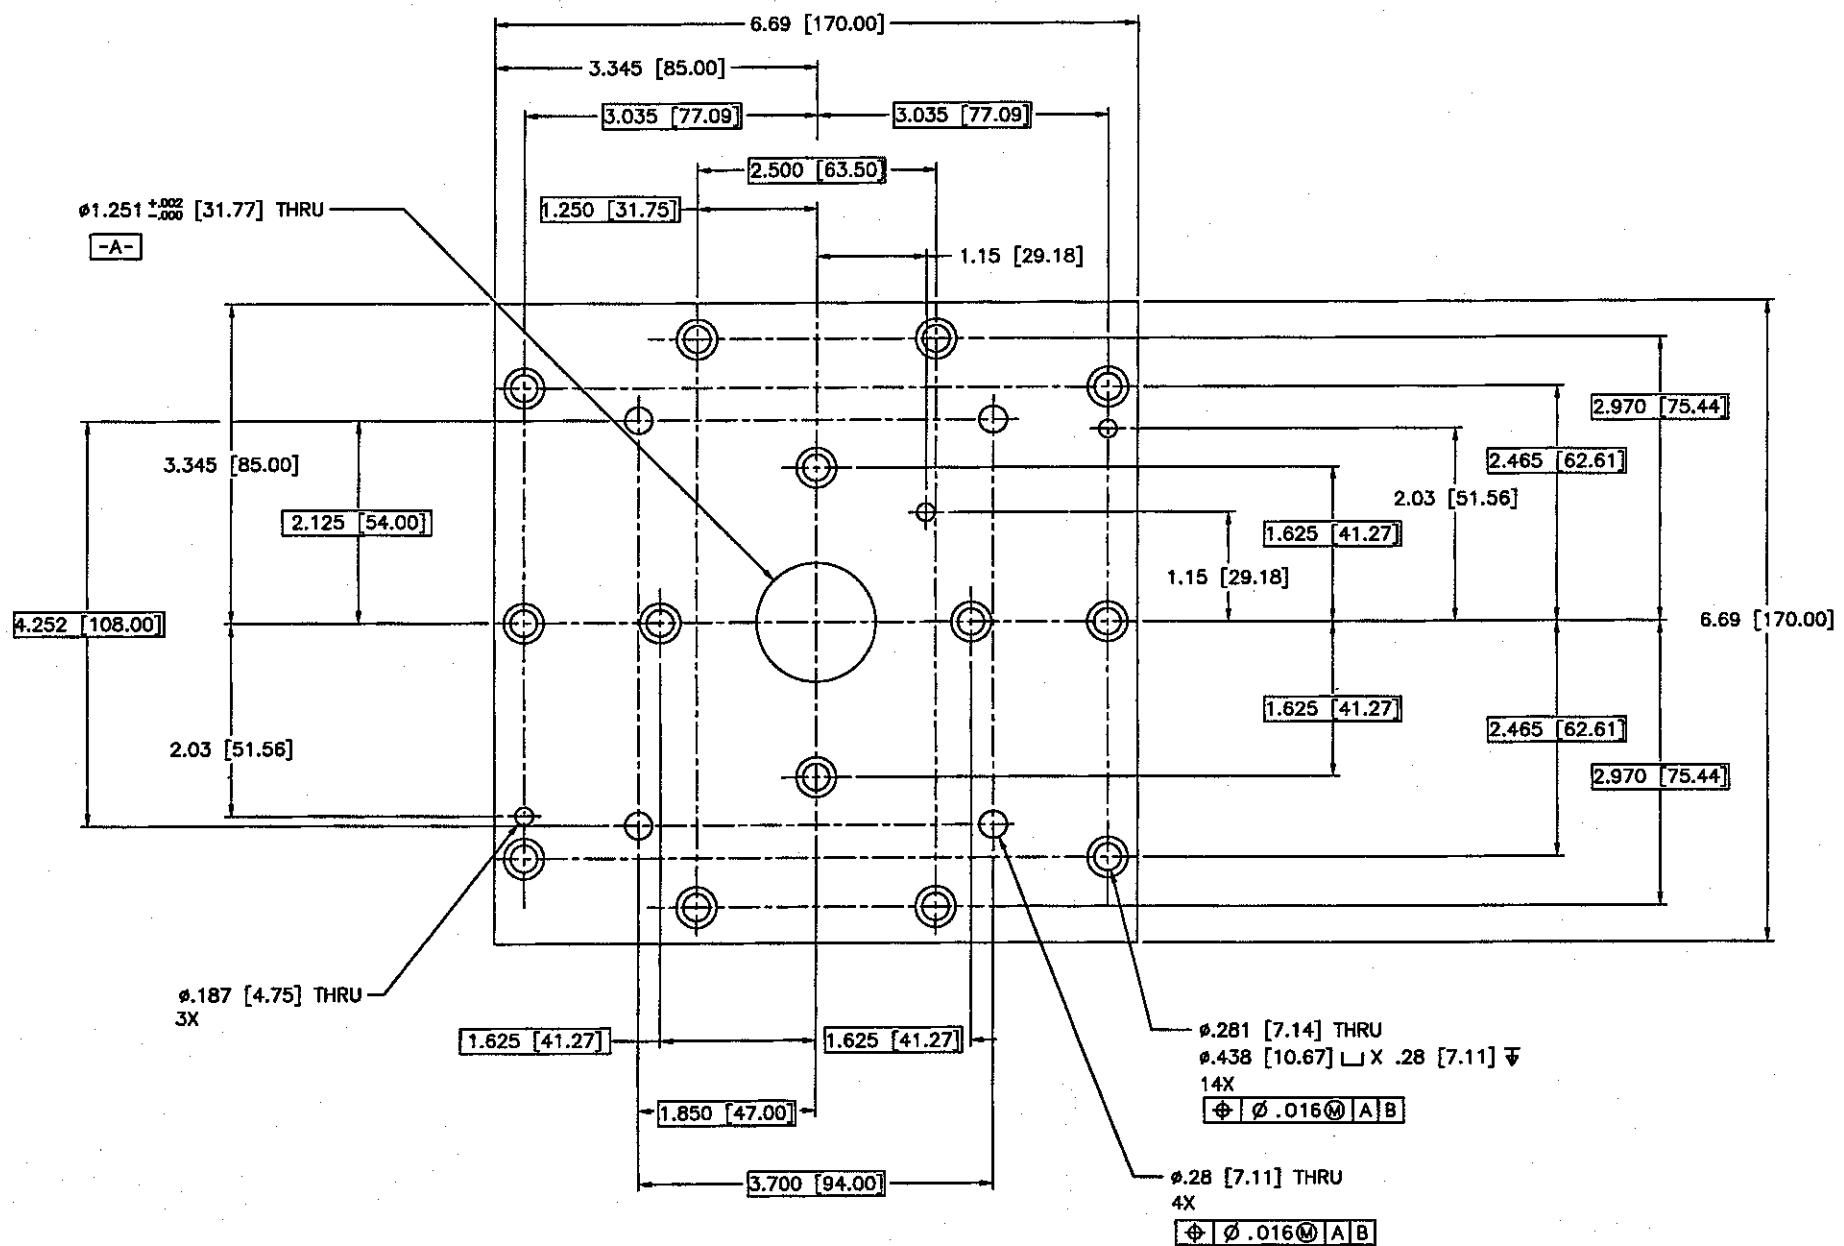 6.69 [170.00]
3.345 [85.00]
3.035 [77.09]
3.035 [77.09]
2.500 [63.50]
1.250 [31.75]
ø1.251 +.002 -.000 [31.77] THRU
-A-
1.15 [29.18]
2.970 [75.44]
3.345 [85.00]
2.465 [62.61]
2.03 [51.56]
2.125 [54.00]
1.625 [41.27]
1.15 [29.18]
4.252 [108.00]
6.69 [170.00]
1.625 [41.27]
2.465 [62.61]
2.03 [51.56]
2.970 [75.44]
ø.187 [4.75] THRU
3X
1.625 [41.27]
1.625 [41.27]
ø.281 [7.14] THRU
ø.438 [10.67] ⌴ X .28 [7.11] ↧
14X
⌖ Ø .016Ⓜ A B
1.850 [47.00]
3.700 [94.00]
ø.28 [7.11] THRU
4X
⌖ Ø .016Ⓜ A B